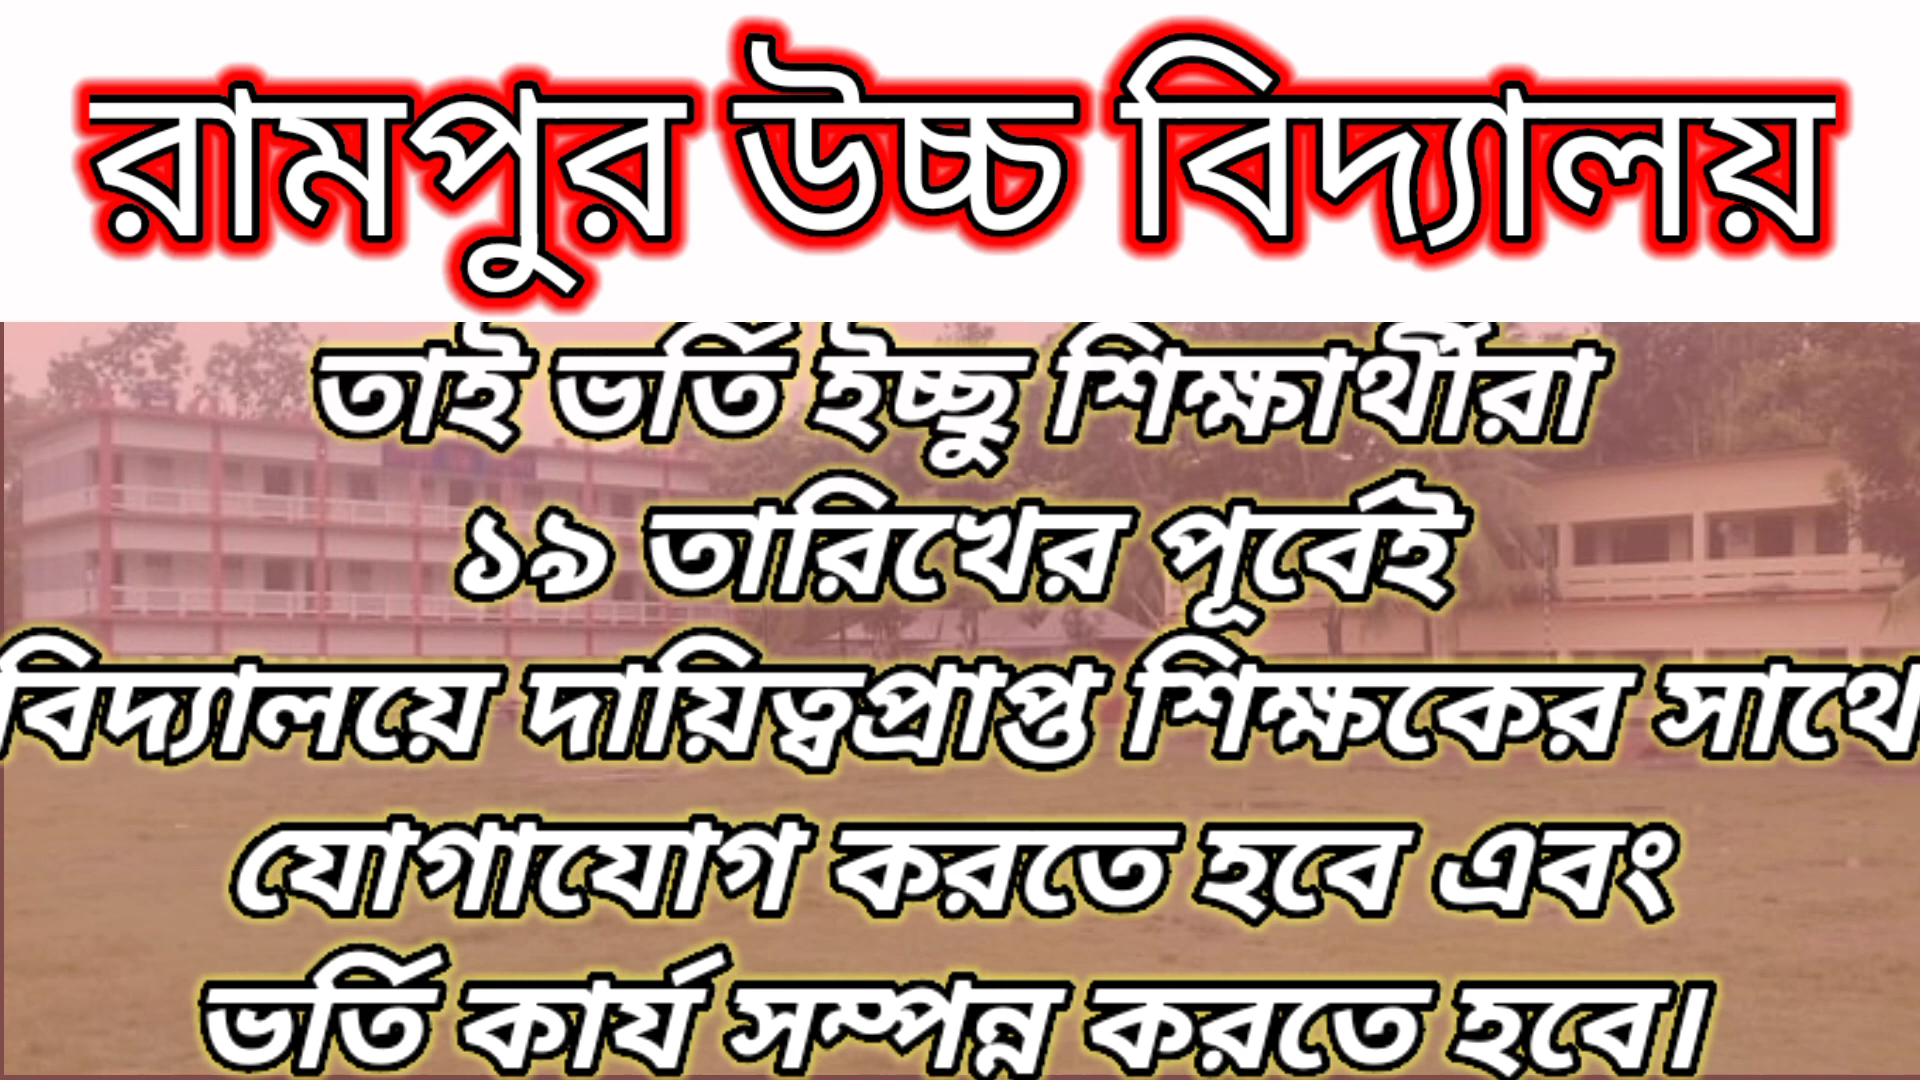 রামপুর উচ্চ বিদ্যালয়
তাই ভর্তি ইচ্ছু শিক্ষার্থীরা
১৯ তারিখের পূর্বেই
বিদ্যালয়ে দায়িত্বপ্রাপ্ত শিক্ষকের সাথে
যোগাযোগ করতে হবে এবং
ভর্তি কার্য সম্পন্ন করতে হবে।